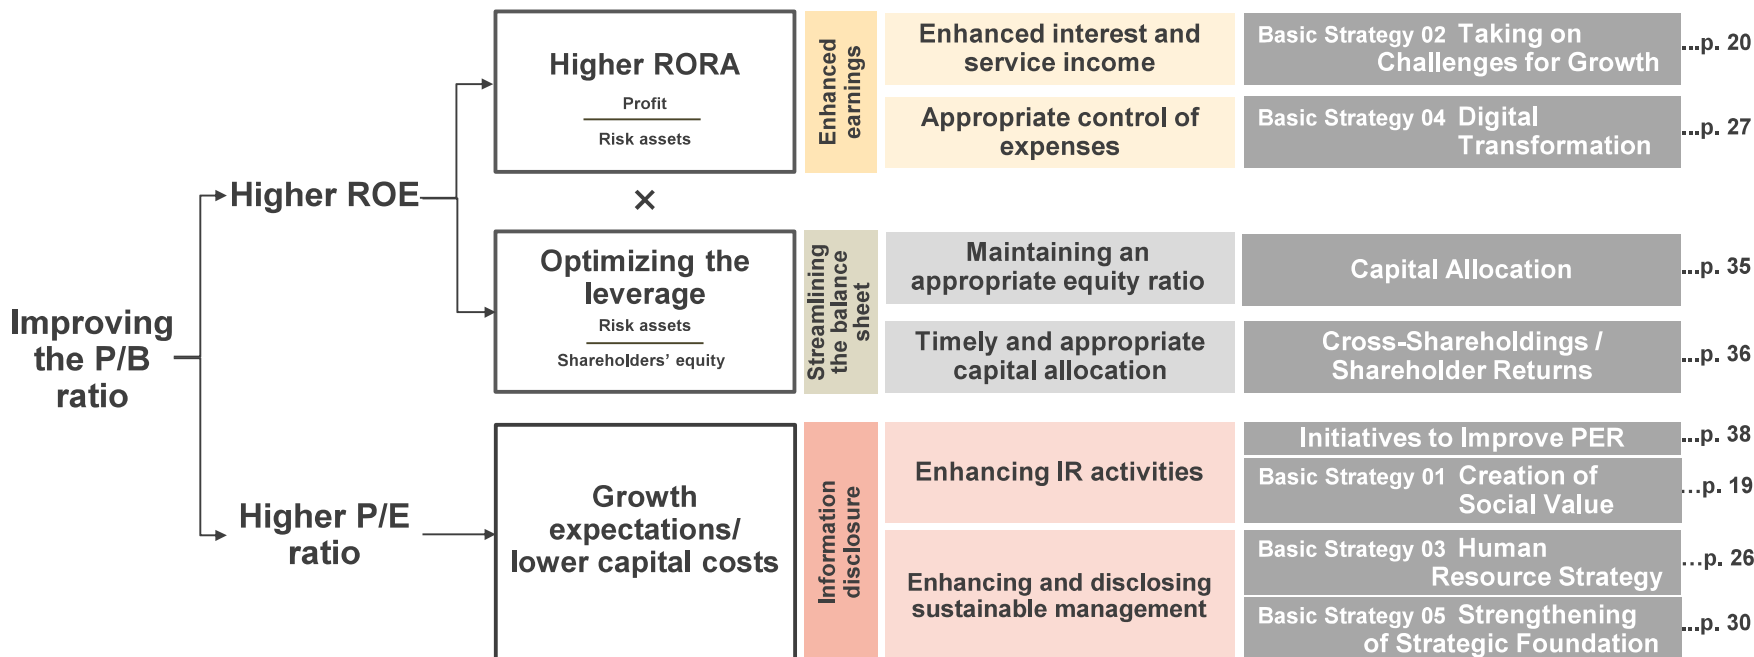 Improving
the P/B
ratio
Higher ROE
Higher RORA
Profit
Risk assets
×
Optimizing the
leverage
Risk assets
Shareholders’ equity
Higher P/E
ratio
Growth
expectations/
lower capital costs
Enhanced
earnings
Enhanced interest and
service income
Basic Strategy 02 Taking on
Challenges for Growth
...p. 20
Appropriate control of
expenses
Basic Strategy 04 Digital
Transformation
...p. 27
Streamlining
the balance
sheet
Maintaining an
appropriate equity ratio
Capital Allocation
...p. 35
Timely and appropriate
capital allocation
Cross-Shareholdings /
Shareholder Returns
...p. 36
Information
disclosure
Enhancing IR activities
Initiatives to Improve PER
...p. 38
Basic Strategy 01 Creation of
Social Value
...p. 19
Enhancing and disclosing
sustainable management
Basic Strategy 03 Human
Resource Strategy
...p. 26
Basic Strategy 05 Strengthening
of Strategic Foundation
...p. 30